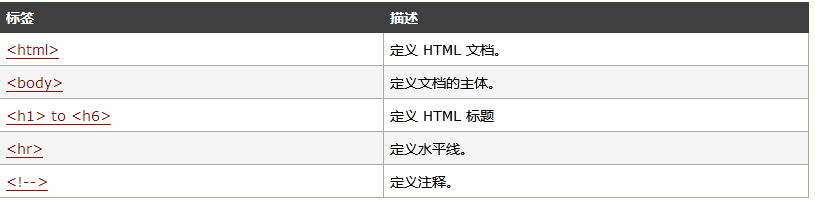 标签 描述
<html> 定义 HTML 文档。
<body> 定义文档的主体。
<h1> to <h6> 定义 HTML 标题
<hr> 定义水平线。
<!--> 定义注释。